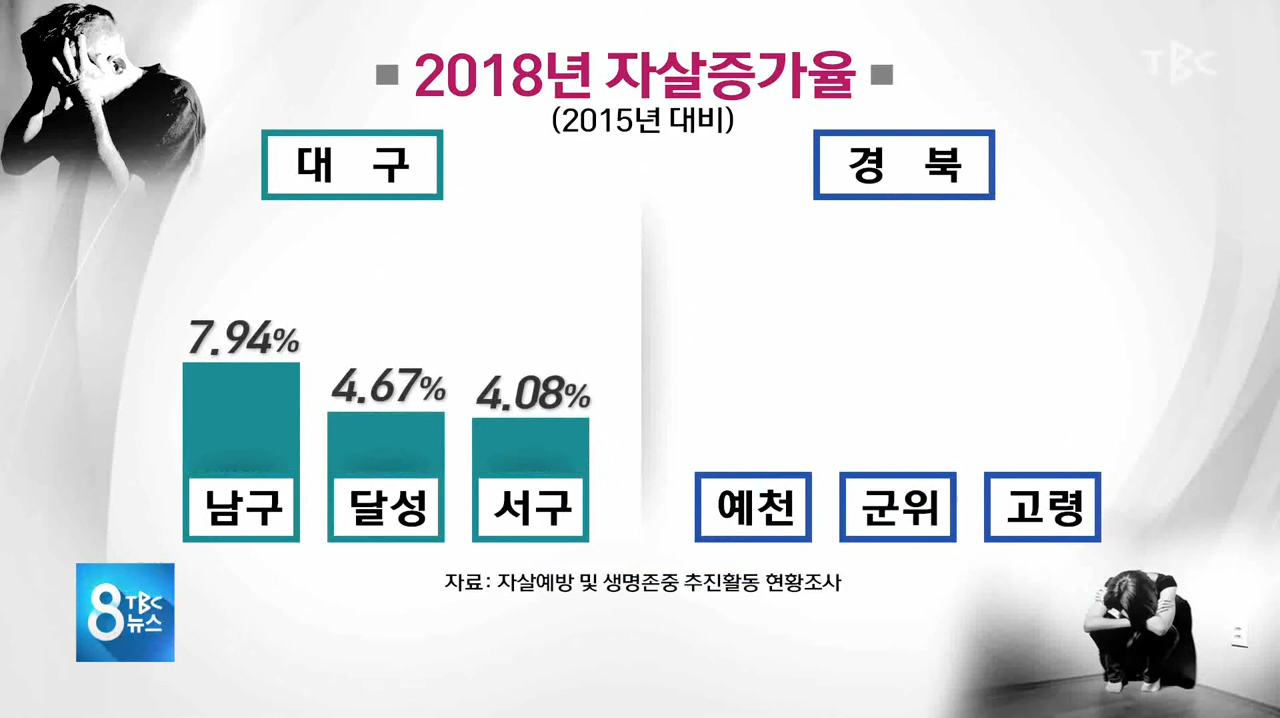 TBC
■ 2018년 자살증가율 ■
(2015년 대비)
대 구
경 북
7.94%
4.67%
4.08%
남구
달성
서구
예천
군위
고령
자료 : 자살예방 및 생명존중 추진활동 현황조사
8 TBC
뉴스